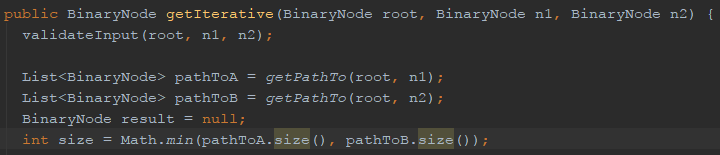 public BinaryNode getIterative(BinaryNode root, BinaryNode n1, BinaryNode n2) {
validateInput(root, n1, n2);
List<BinaryNode> pathToA = getPathTo(root, n1);
List<BinaryNode> pathToB = getPathTo(root, n2);
BinaryNode result = null;
int size = Math.min(pathToA.size(), pathToB.size());